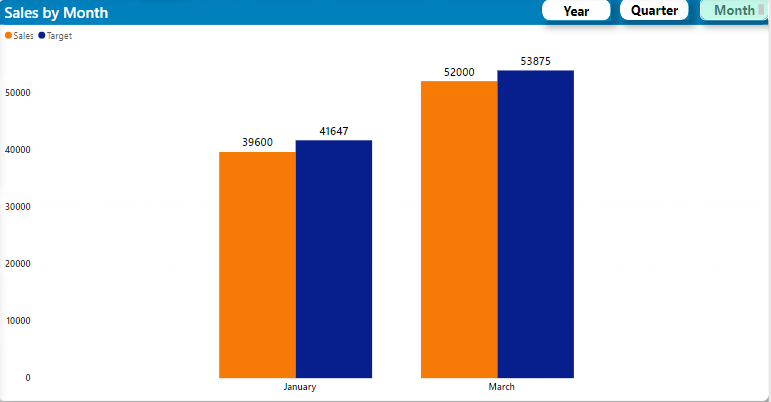 Sales by Month
Year
Quarter
Month
Sales
Target
53875
52000
50000
41647
39600
40000
30000
20000
10000
0
January
March